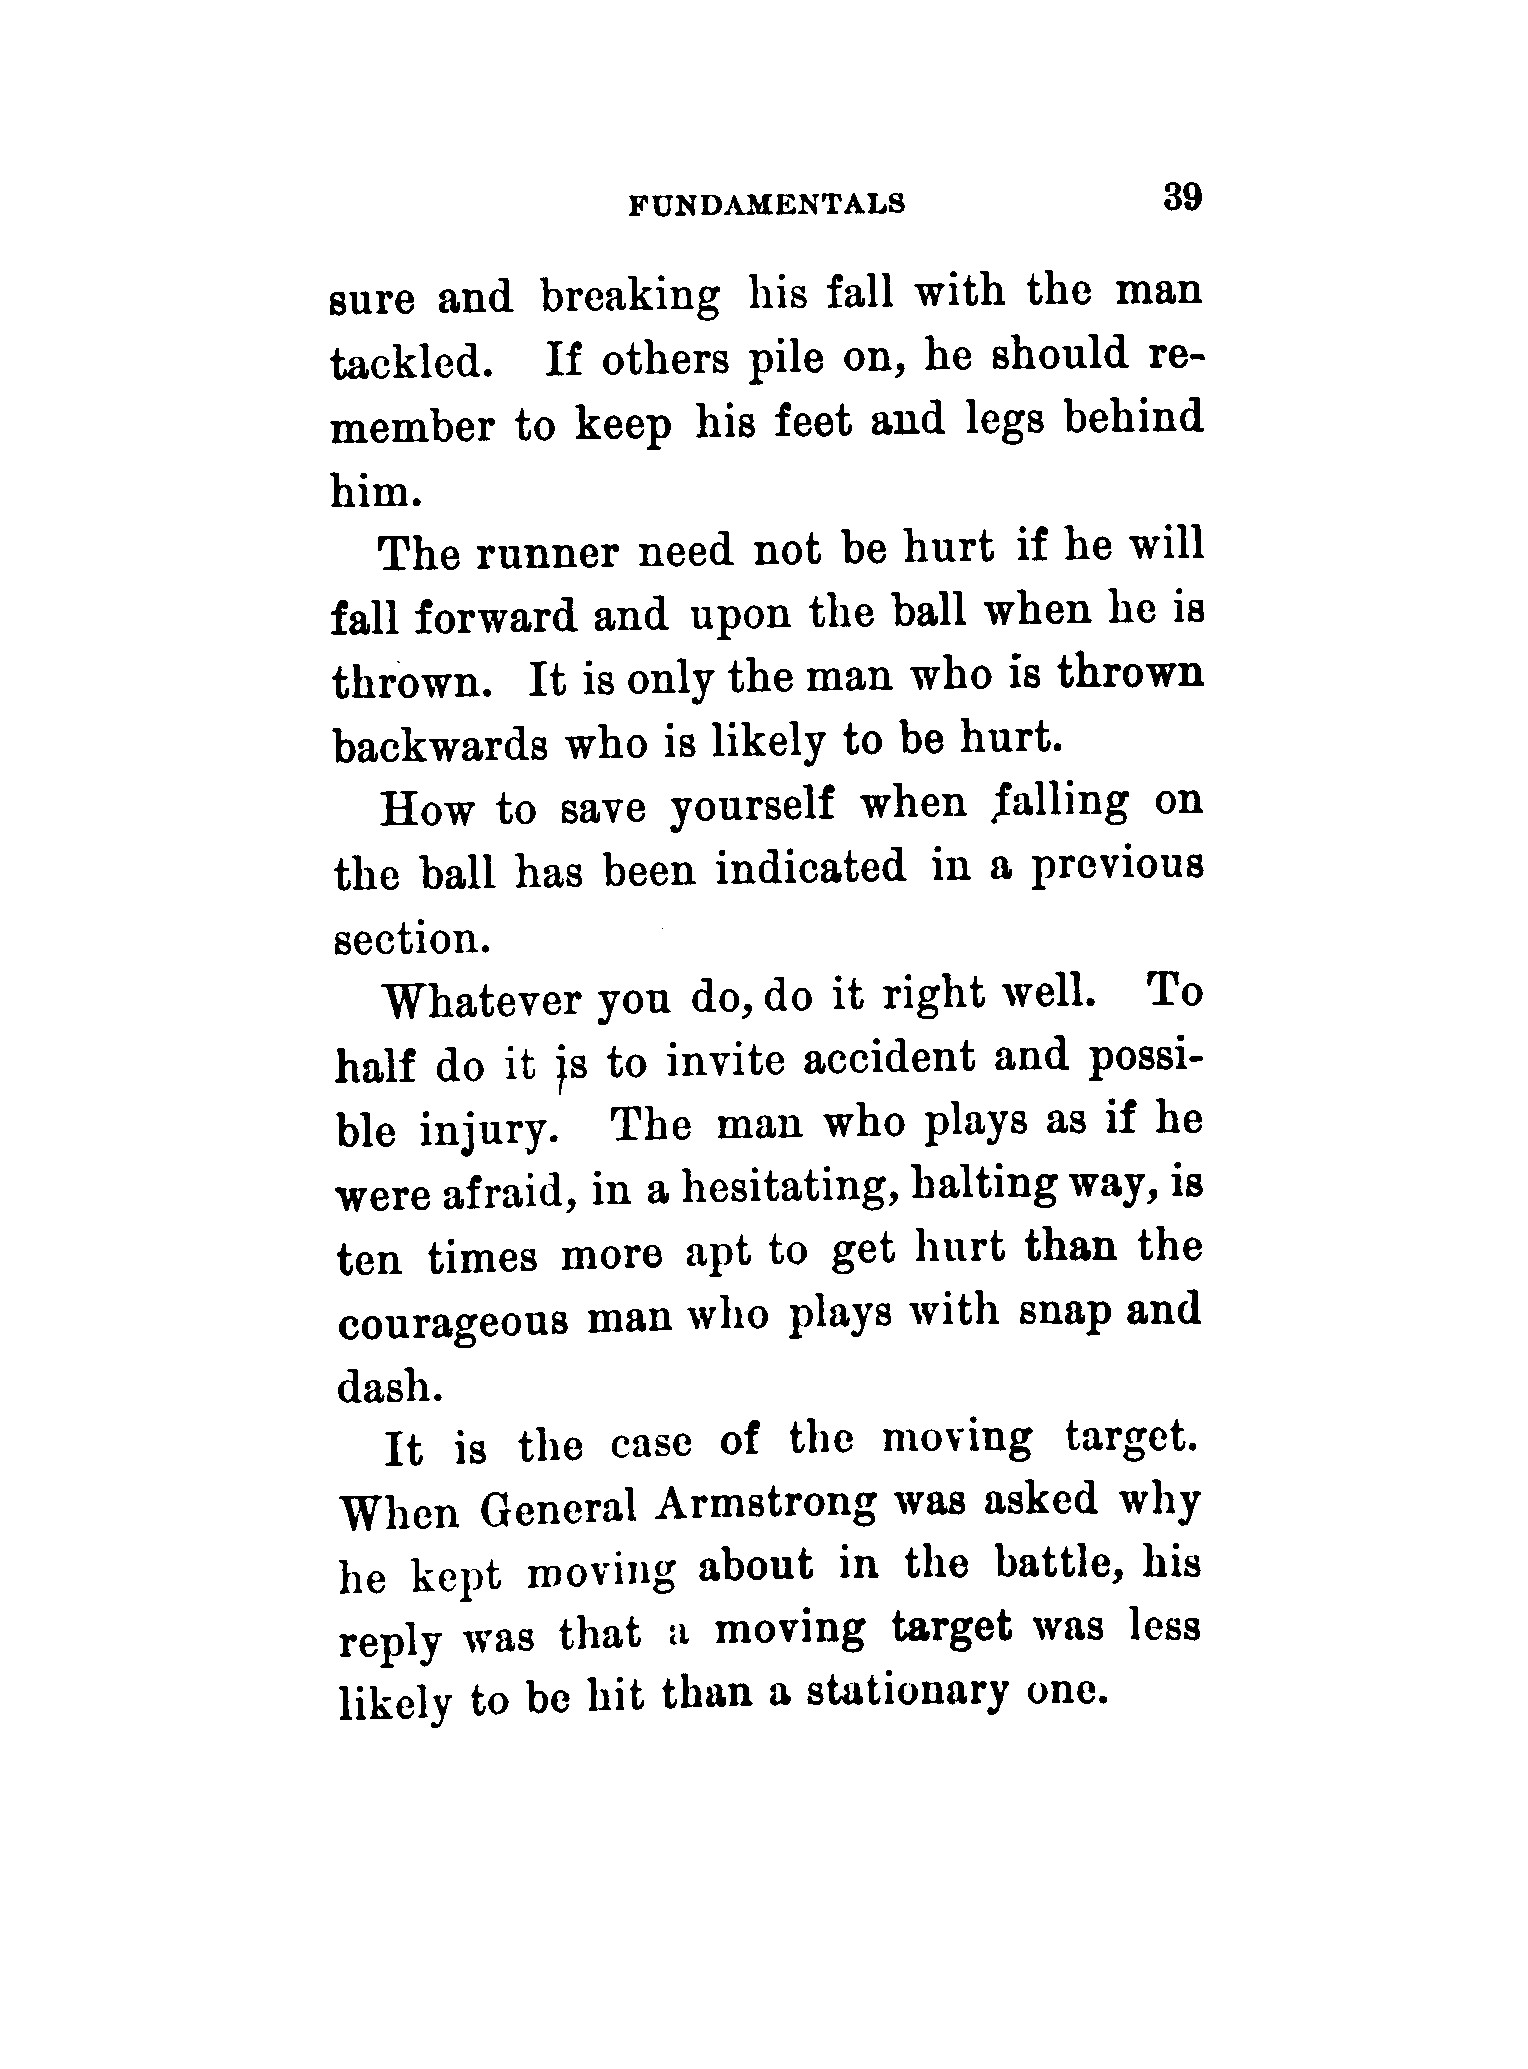 FUNDAMENTALS 39
sure and breaking his fall with the man
tackled. If others pile on, he should re-
member to keep his feet and legs behind
him.
The runner need not be hurt if he will
fall forward and upon the ball when he is
thrown. It is only the man who is thrown
backwards who is likely to be hurt.
How to save yourself when falling on
the ball has been indicated in a previous
section.
Whatever you do, do it right well. To
half do it is to invite accident and possi-
ble injury. The man who plays as if he
were afraid, in a hesitating, halting way, is
ten times more apt to get hurt than the
courageous man who plays with snap and
dash.
It is the case of the moving target.
When General Armstrong was asked why
he kept moving about in the battle, his
reply was that a moving target was less
likely to be hit than a stationary one.